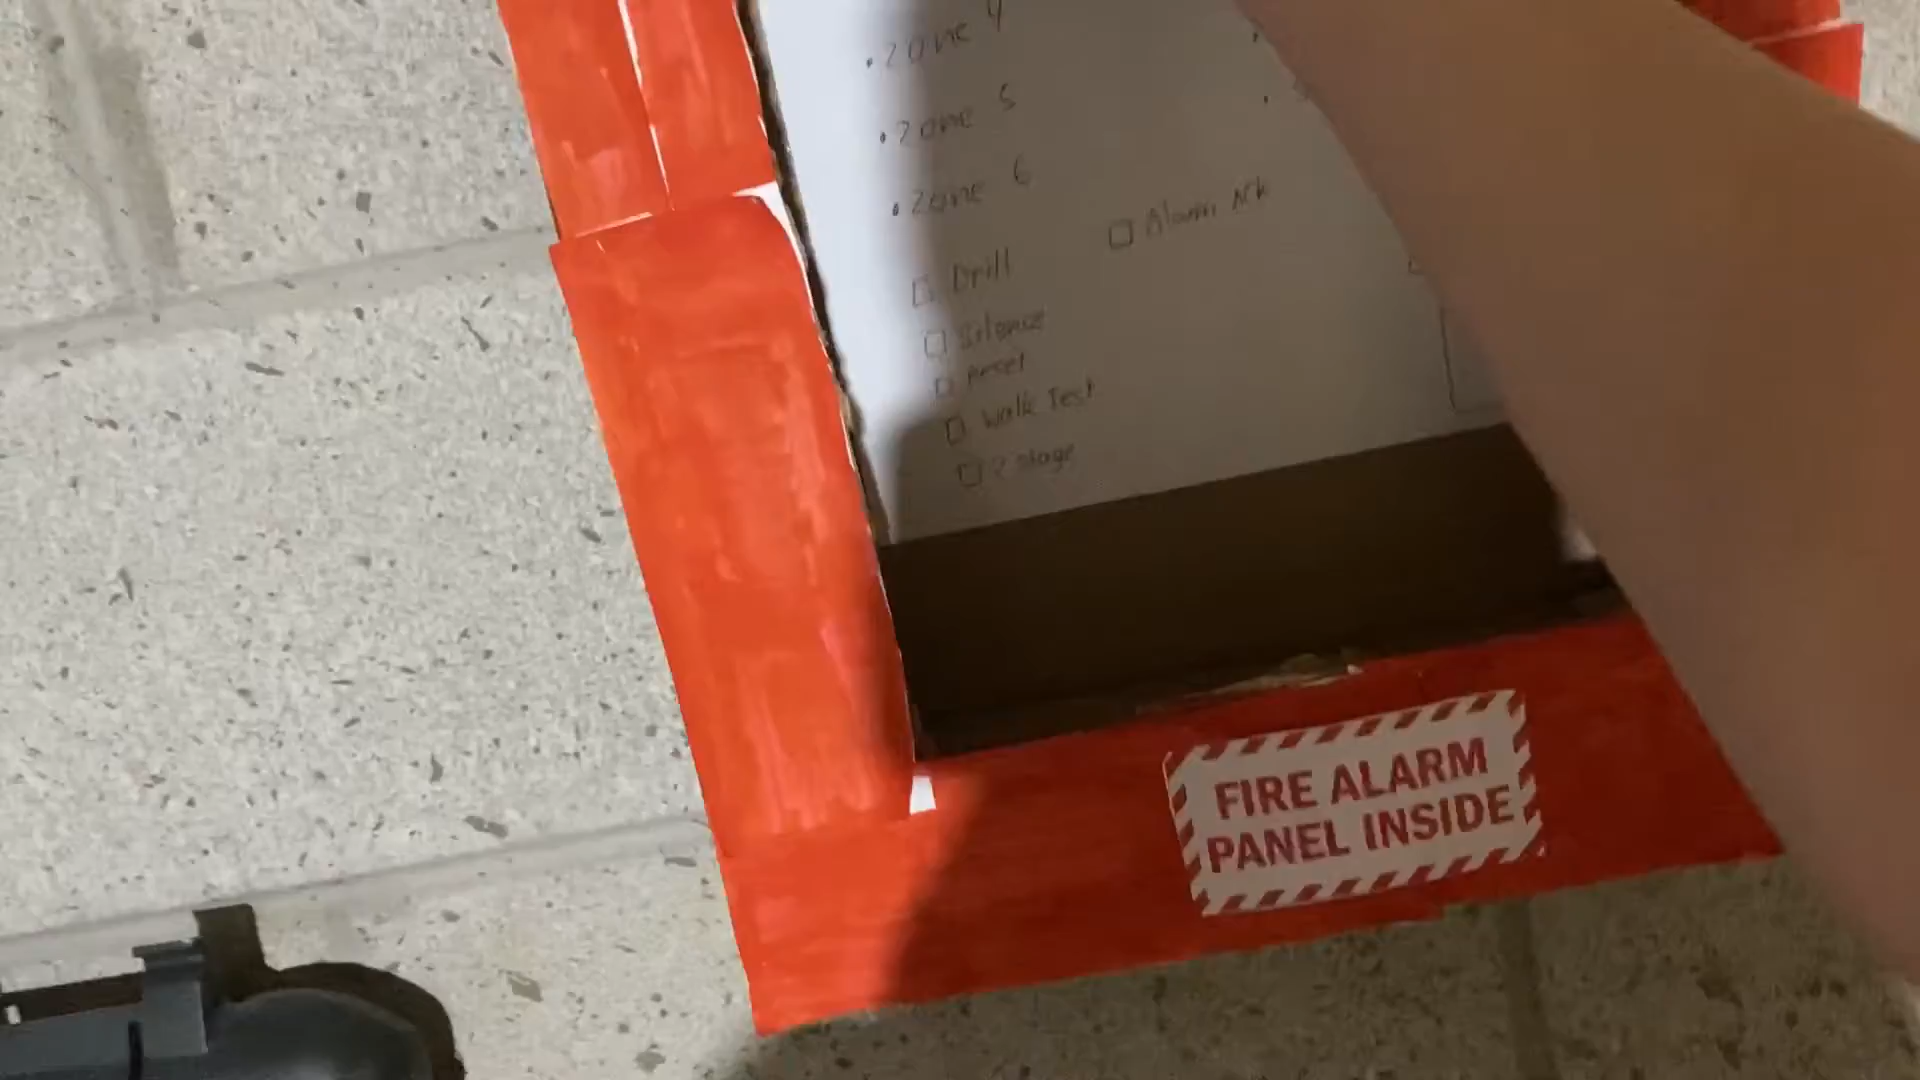 • Zone 4
• Zone 5
• Zone 6
Drill
Alarm Ack
Silence
Reset
Walk Test
2 stage
FIRE ALARM
PANEL INSIDE